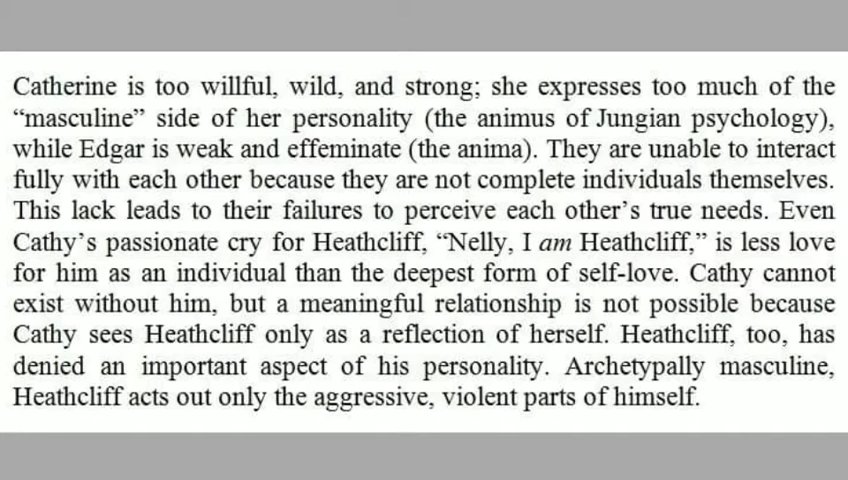 Catherine is too willful, wild, and strong; she expresses too much of the
“masculine” side of her personality (the animus of Jungian psychology),
while Edgar is weak and effeminate (the anima). They are unable to interact
fully with each other because they are not complete individuals themselves.
This lack leads to their failures to perceive each other’s true needs. Even
Cathy’s passionate cry for Heathcliff, “Nelly, I am Heathcliff,” is less love
for him as an individual than the deepest form of self-love. Cathy cannot
exist without him, but a meaningful relationship is not possible because
Cathy sees Heathcliff only as a reflection of herself. Heathcliff, too, has
denied an important aspect of his personality. Archetypally masculine,
Heathcliff acts out only the aggressive, violent parts of himself.